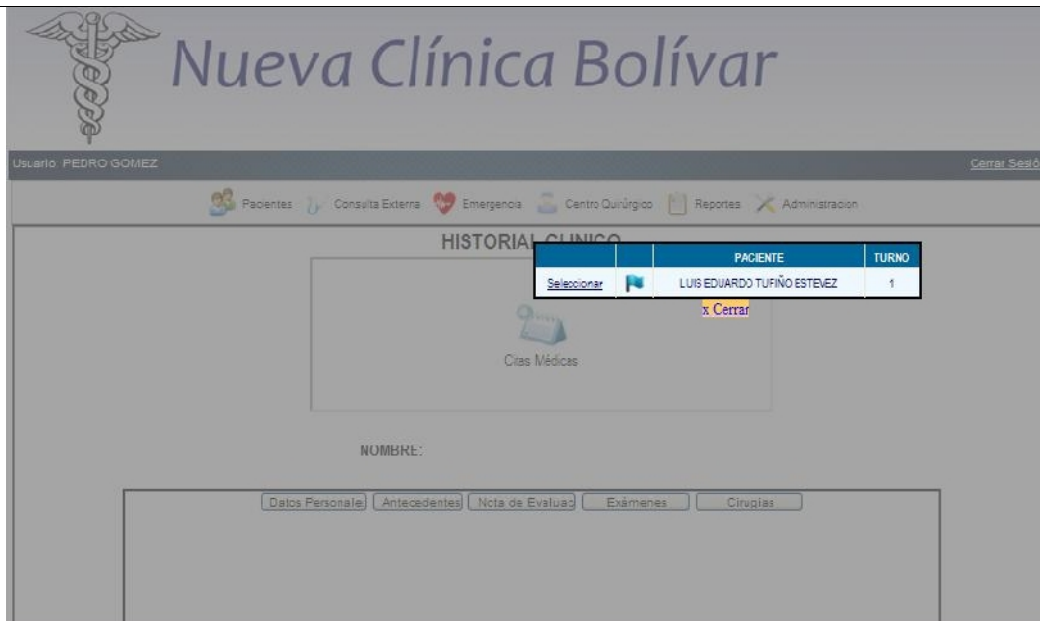 Nueva Clínica Bolívar
Usuario: PEDRO GOMEZ Cerrar Sesió
Pacientes Consulta Externa Emergencia Centro Quirúrgico Reportes Administracion
HISTORIAL CLINICO
PACIENTE TURNO
Seleccionar LUIS EDUARDO TUFIÑO ESTEVEZ 1
x Cerrar
Citas Médicas
NOMBRE:
Datos Personale Antecedentes Nota de Evaluac Exámenes Cirugías